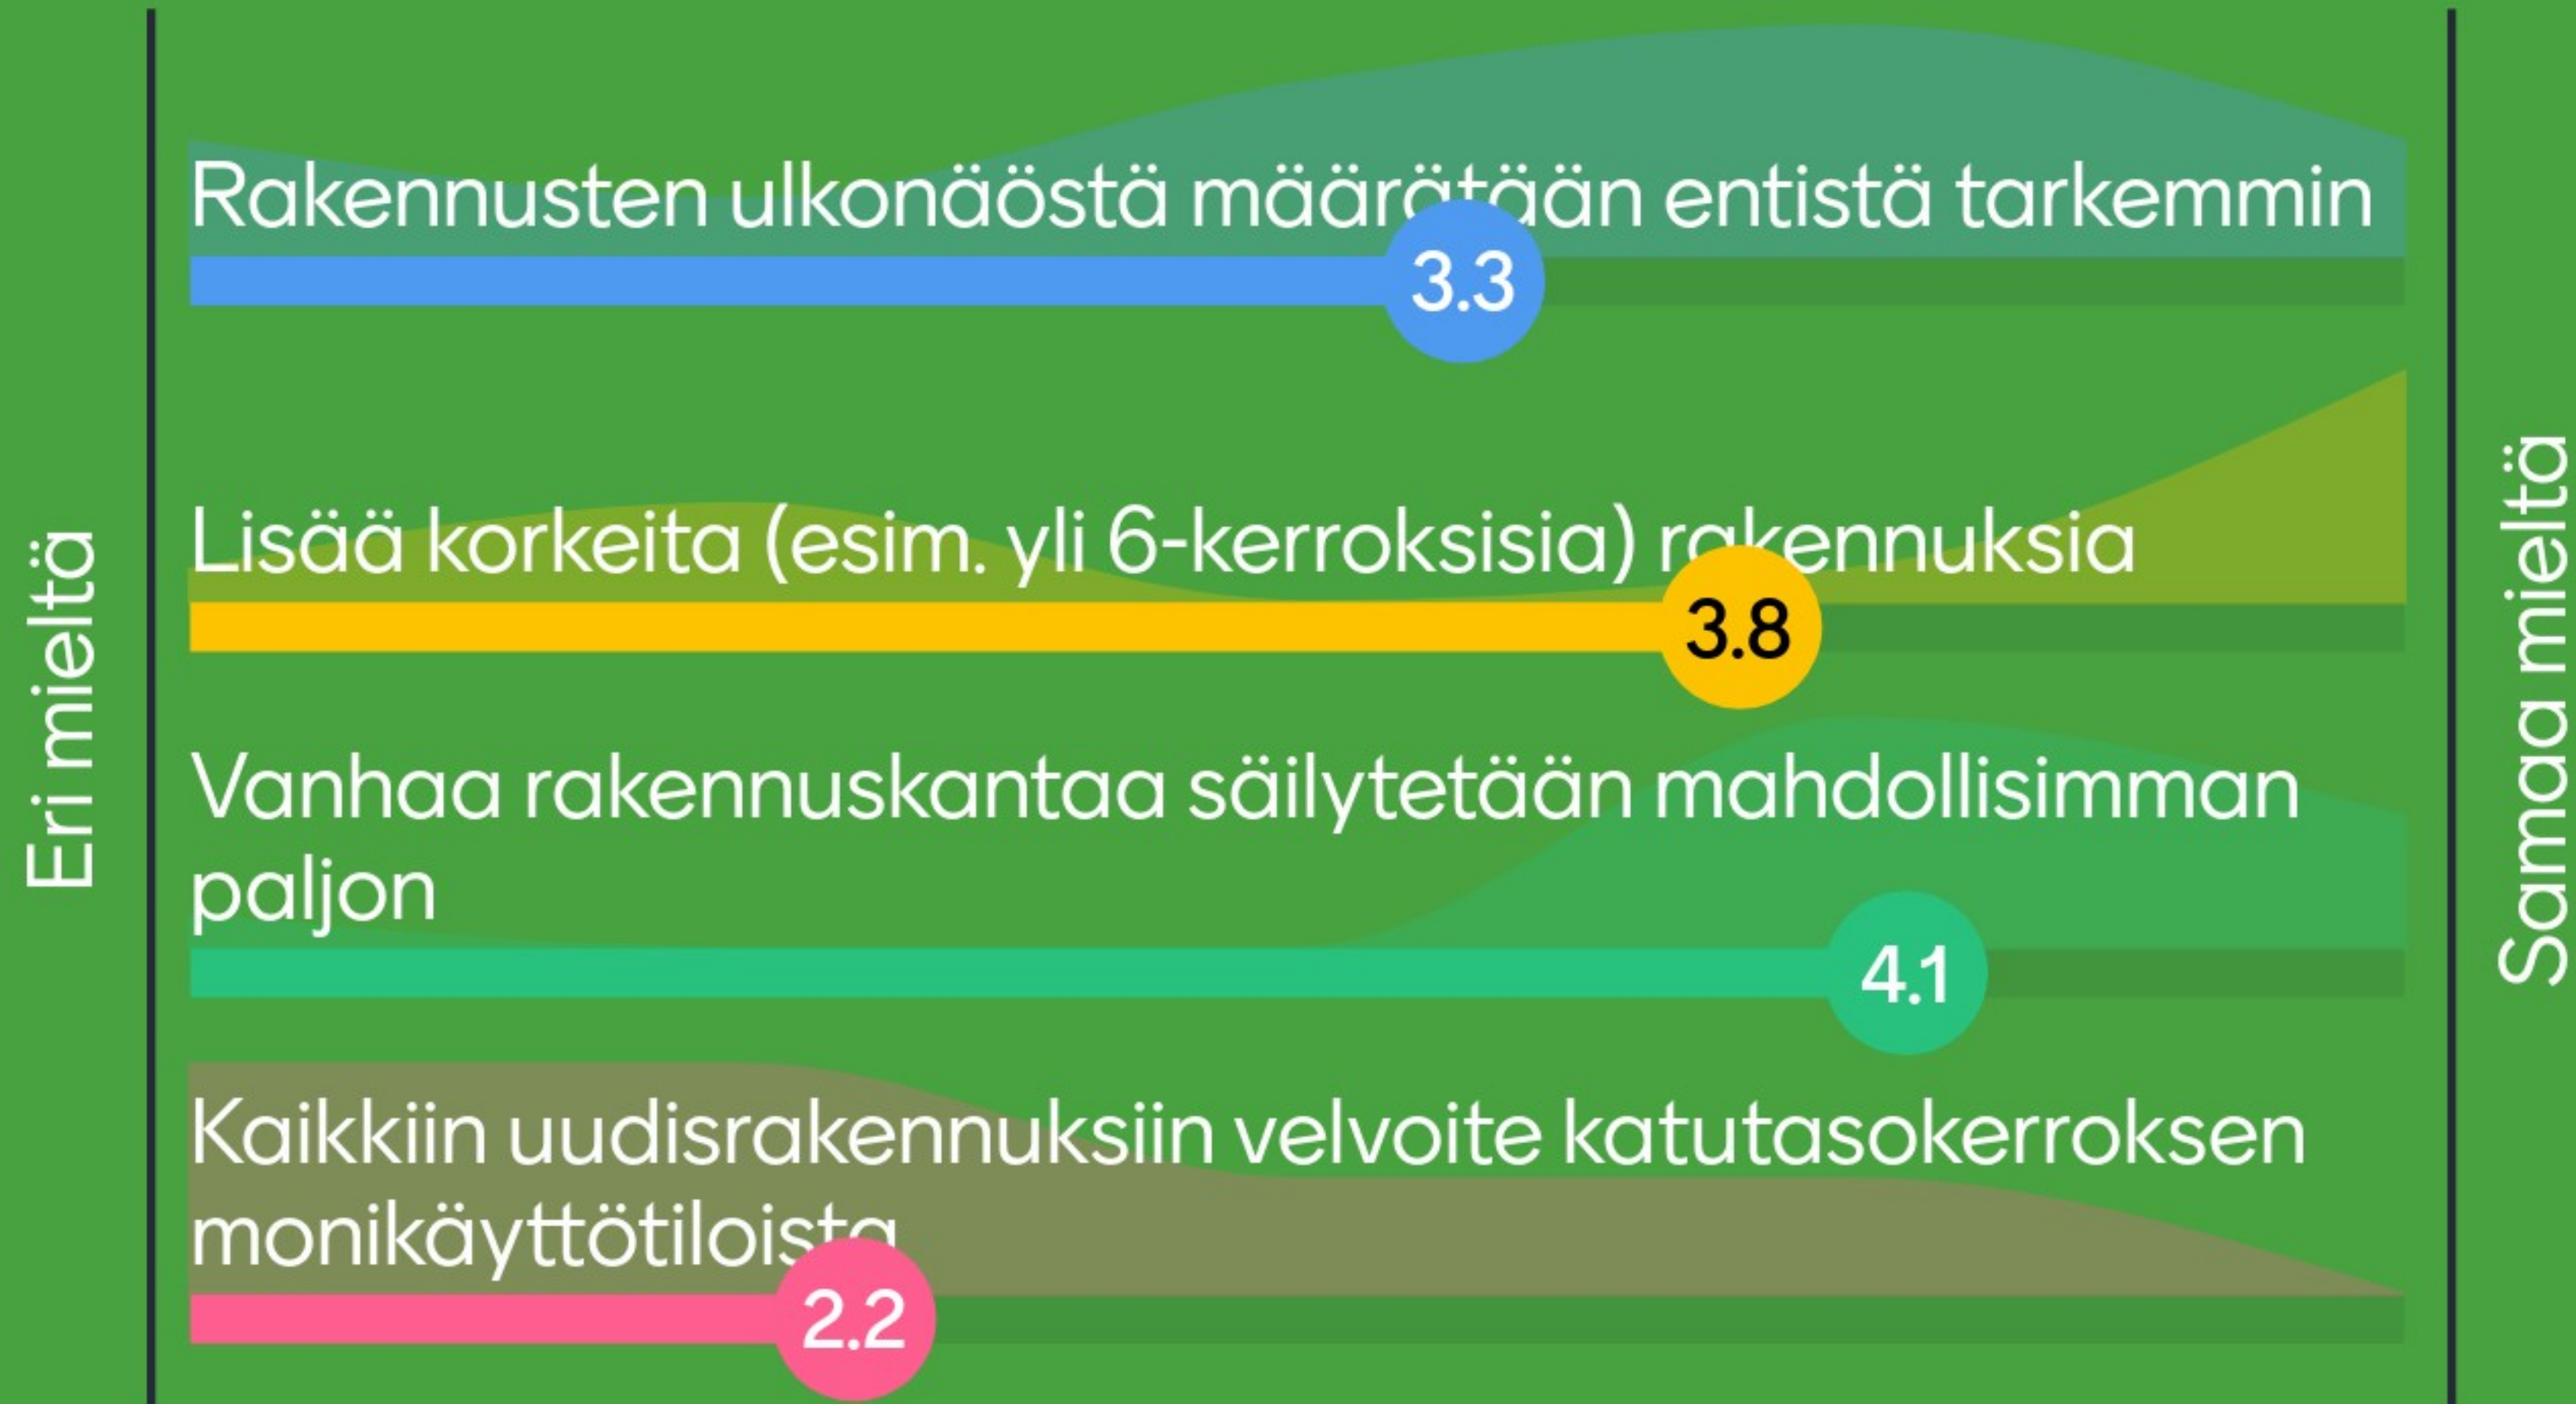 Eri mieltä
Rakennusten ulkonäöstä määrätään entistä tarkemmin
3.3
Lisää korkeita (esim. yli 6-kerroksisia) rakennuksia
3.8
Vanhaa rakennuskantaa säilytetään mahdollisimman
paljon
4.1
Kaikkiin uudisrakennuksiin velvoite katutasokerroksen
monikäyttötiloista
2.2
Samaa mieltä